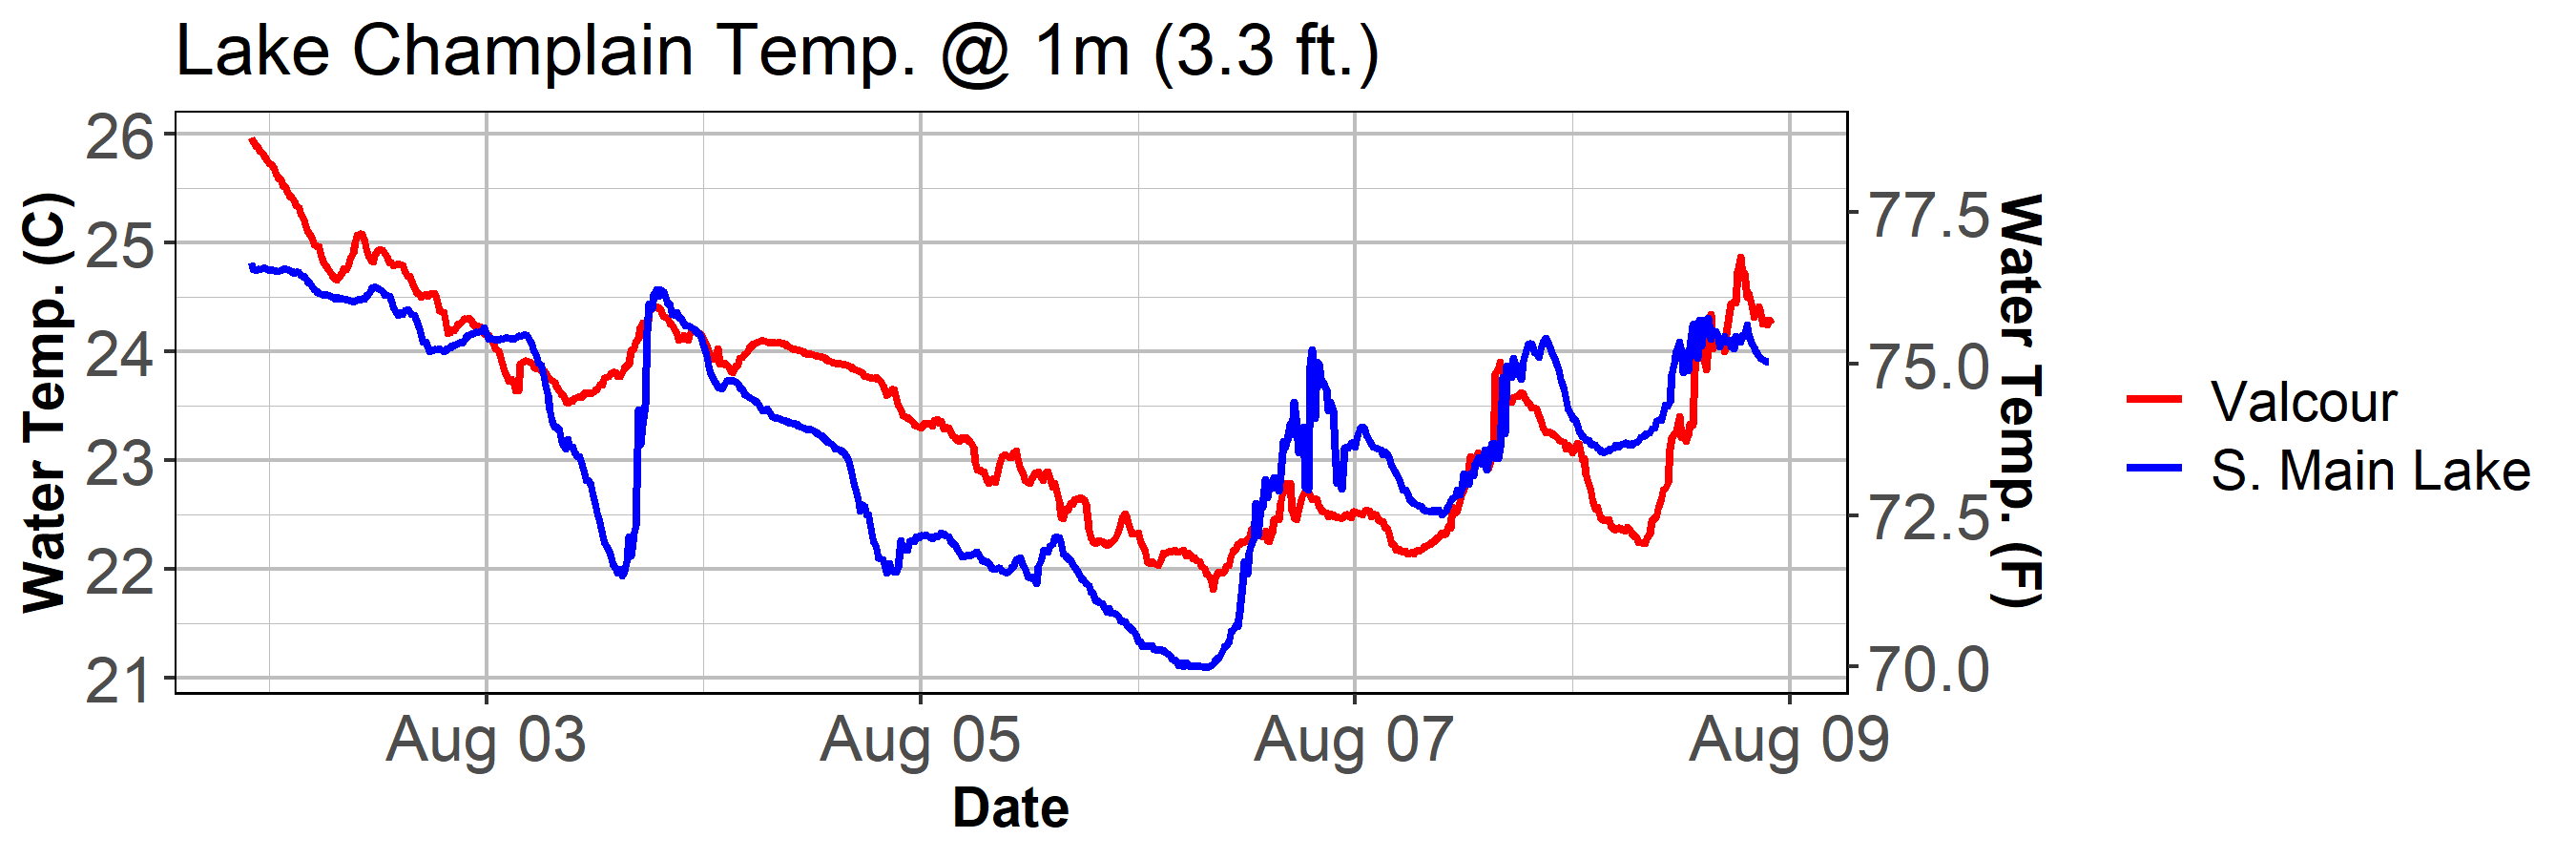 Lake Champlain Temp. @ 1m (3.3 ft.)
Water Temp. (C)
26
25
24
23
22
21
77.5
75.0
72.5
70.0
Water Temp. (F)
Aug 03
Aug 05
Aug 07
Aug 09
Date
Valcour
S. Main Lake